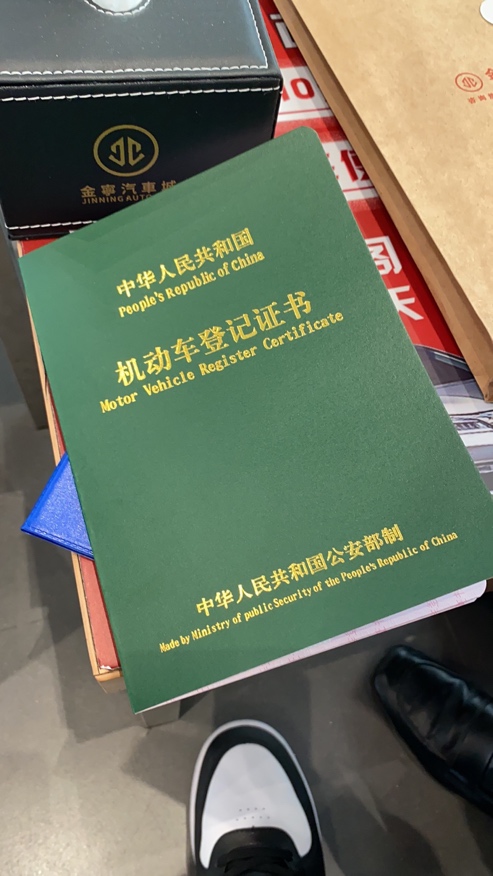 金寧汽車城
中华人民共和国
People's Republic of China
机动车登记证书
Motor Vehicle Register Certificate
中华人民共和国公安部制
Made by Ministry of public Security of the People's Republic of China